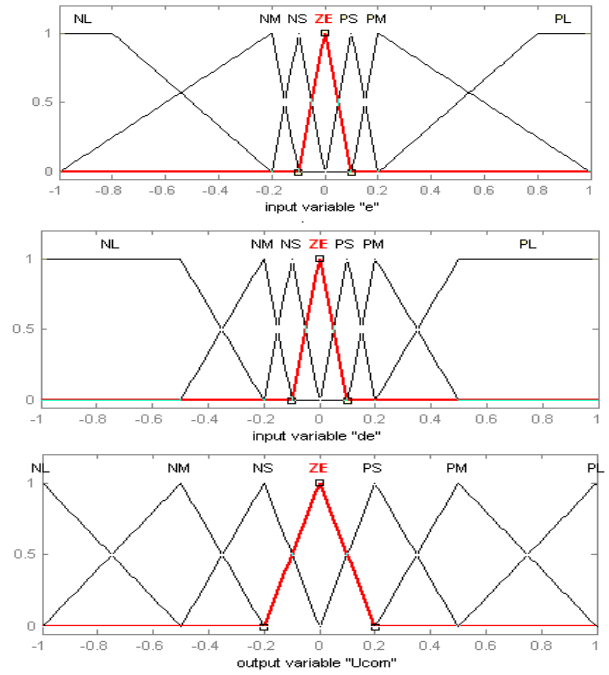 NL NM NS ZE PS PM PL
1
0.5
0
-1 -0.8 -0.6 -0.4 -0.2 0 0.2 0.4 0.6 0.8 1
input variable "e"
NL NM NS ZE PS PM PL
1
0.5
0
-1 -0.8 -0.6 -0.4 -0.2 0 0.2 0.4 0.6 0.8 1
input variable "de"
NL NM NS ZE PS PM PL
1
0.5
0
-1 -0.8 -0.6 -0.4 -0.2 0 0.2 0.4 0.6 0.8 1
output variable "Ucom"